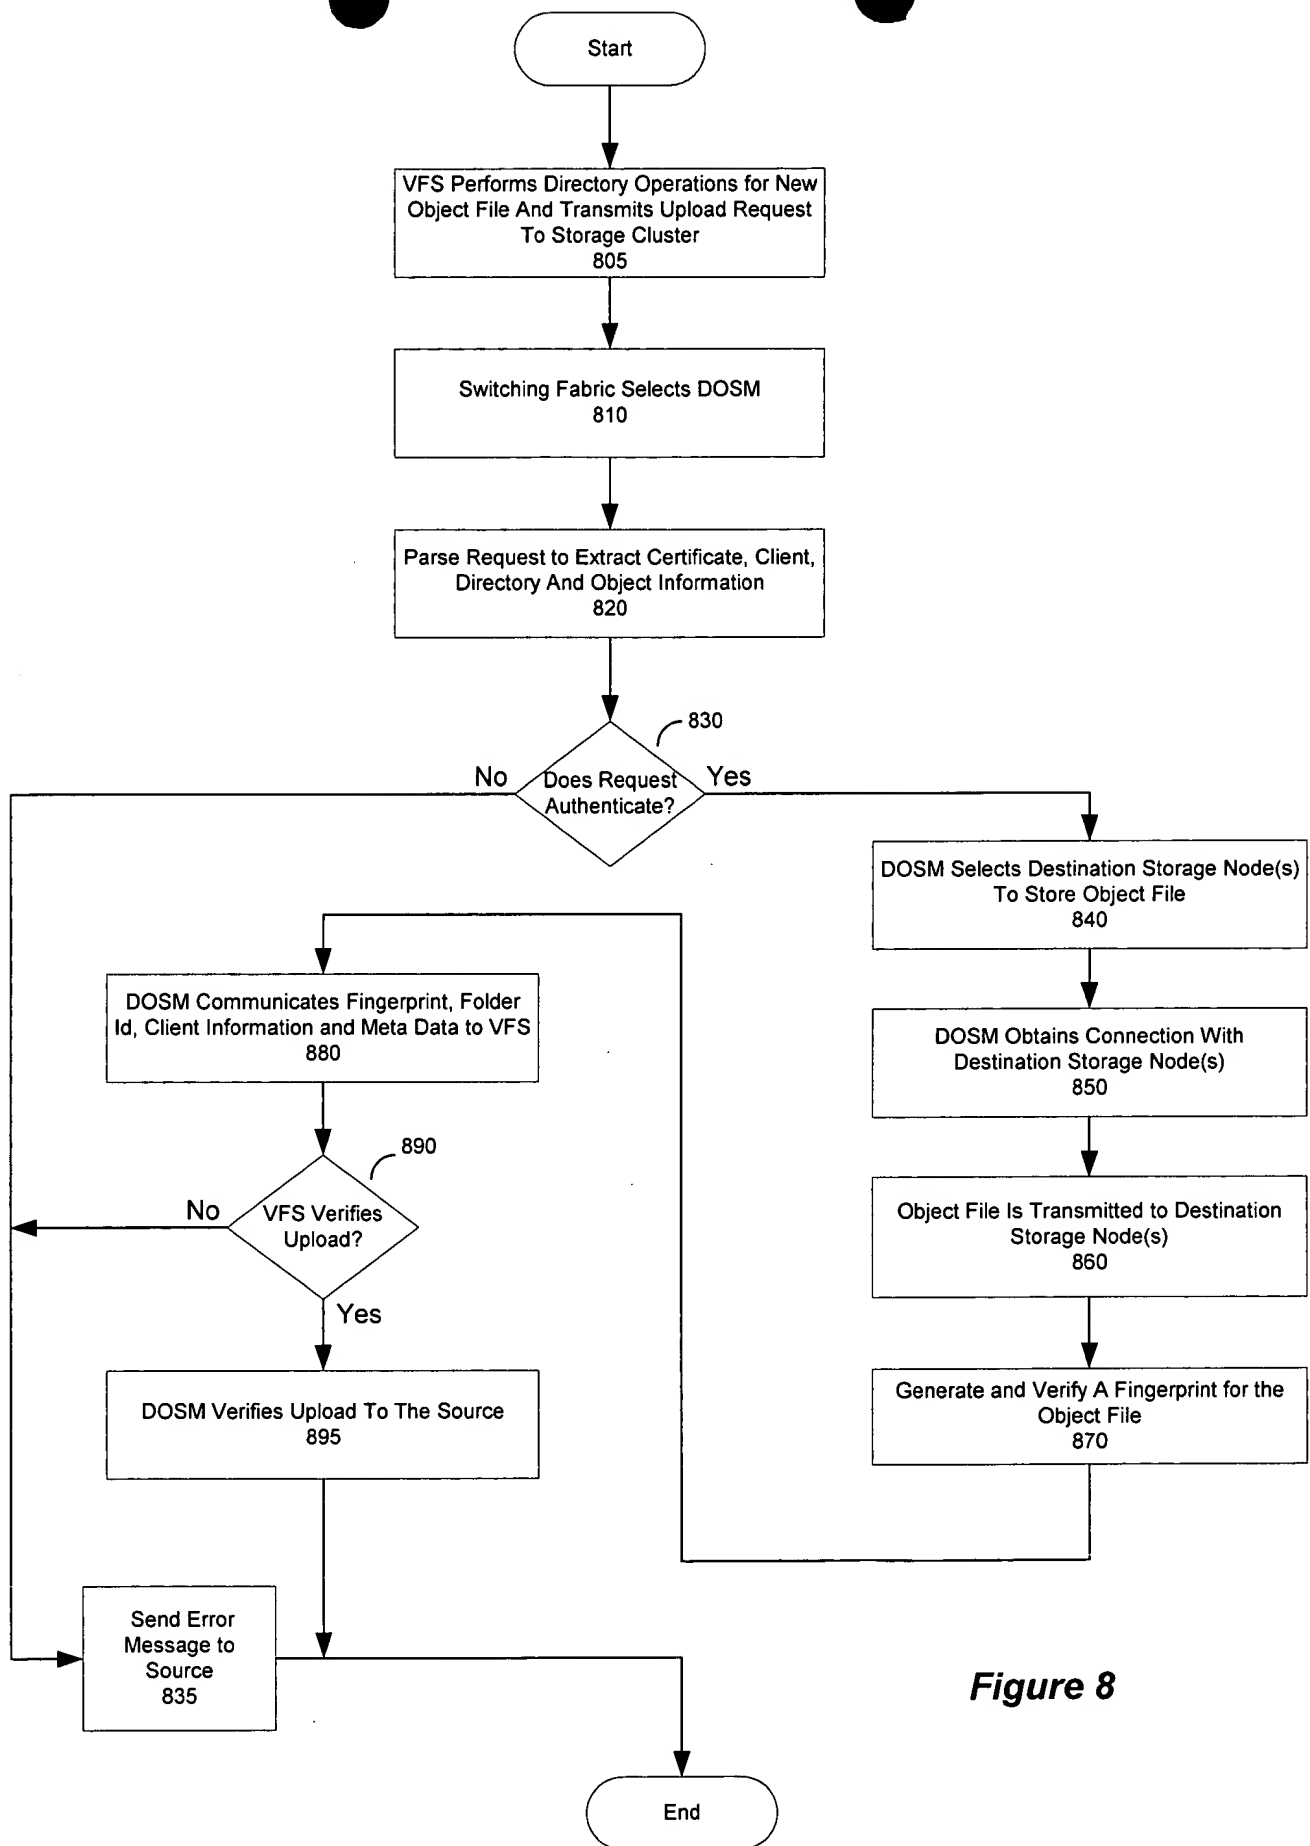 Start
VFS Performs Directory Operations for New
Object File And Transmits Upload Request
To Storage Cluster
805
Switching Fabric Selects DOSM
810
Parse Request to Extract Certificate, Client,
Directory And Object Information
820
830
No
Does Request
Authenticate?
Yes
DOSM Selects Destination Storage Node(s)
To Store Object File
840
DOSM Obtains Connection With
Destination Storage Node(s)
850
Object File Is Transmitted to Destination
Storage Node(s)
860
Generate and Verify A Fingerprint for the
Object File
870
DOSM Communicates Fingerprint, Folder
Id, Client Information and Meta Data to VFS
880
890
No
VFS Verifies
Upload?
Yes
DOSM Verifies Upload To The Source
895
Send Error
Message to
Source
835
Figure 8
End